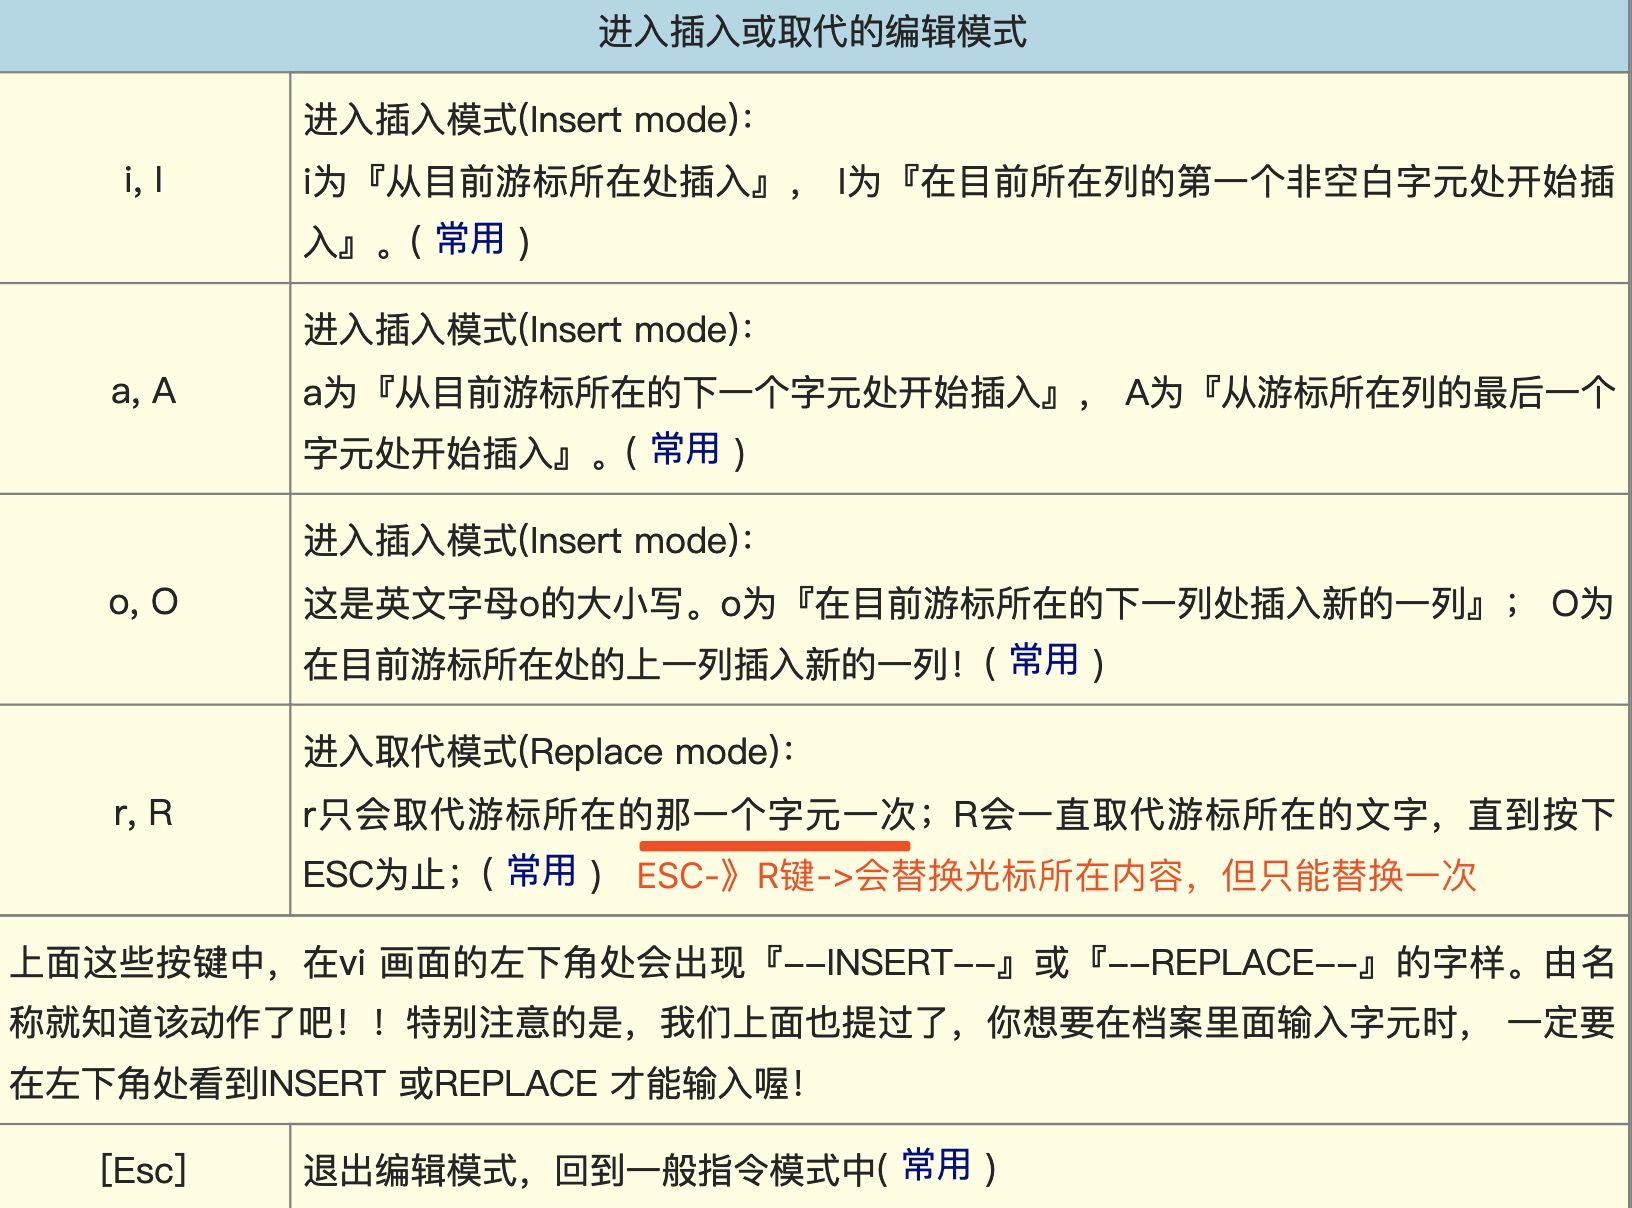 进入插入或取代的编辑模式
i, I
进入插入模式(Insert mode)：
i为『从目前游标所在处插入』， I为『在目前所在列的第一个非空白字元处开始插
入』。( 常用 )
a, A
进入插入模式(Insert mode)：
a为『从目前游标所在的下一个字元处开始插入』， A为『从游标所在列的最后一个
字元处开始插入』。( 常用 )
o, O
进入插入模式(Insert mode)：
这是英文字母o的大小写。o为『在目前游标所在的下一列处插入新的一列』； O为
在目前游标所在处的上一列插入新的一列！( 常用 )
r, R
进入取代模式(Replace mode)：
r只会取代游标所在的那一个字元一次；R会一直取代游标所在的文字，直到按下
ESC为止；( 常用 ) ESC-》R键->会替换光标所在内容，但只能替换一次
上面这些按键中，在vi 画面的左下角处会出现『--INSERT--』或『--REPLACE--』的字样。由名
称就知道该动作了吧！！特别注意的是，我们上面也提过了，你想要在档案里面输入字元时， 一定要
在左下角处看到INSERT 或REPLACE 才能输入喔！
[Esc]
退出编辑模式，回到一般指令模式中( 常用 )